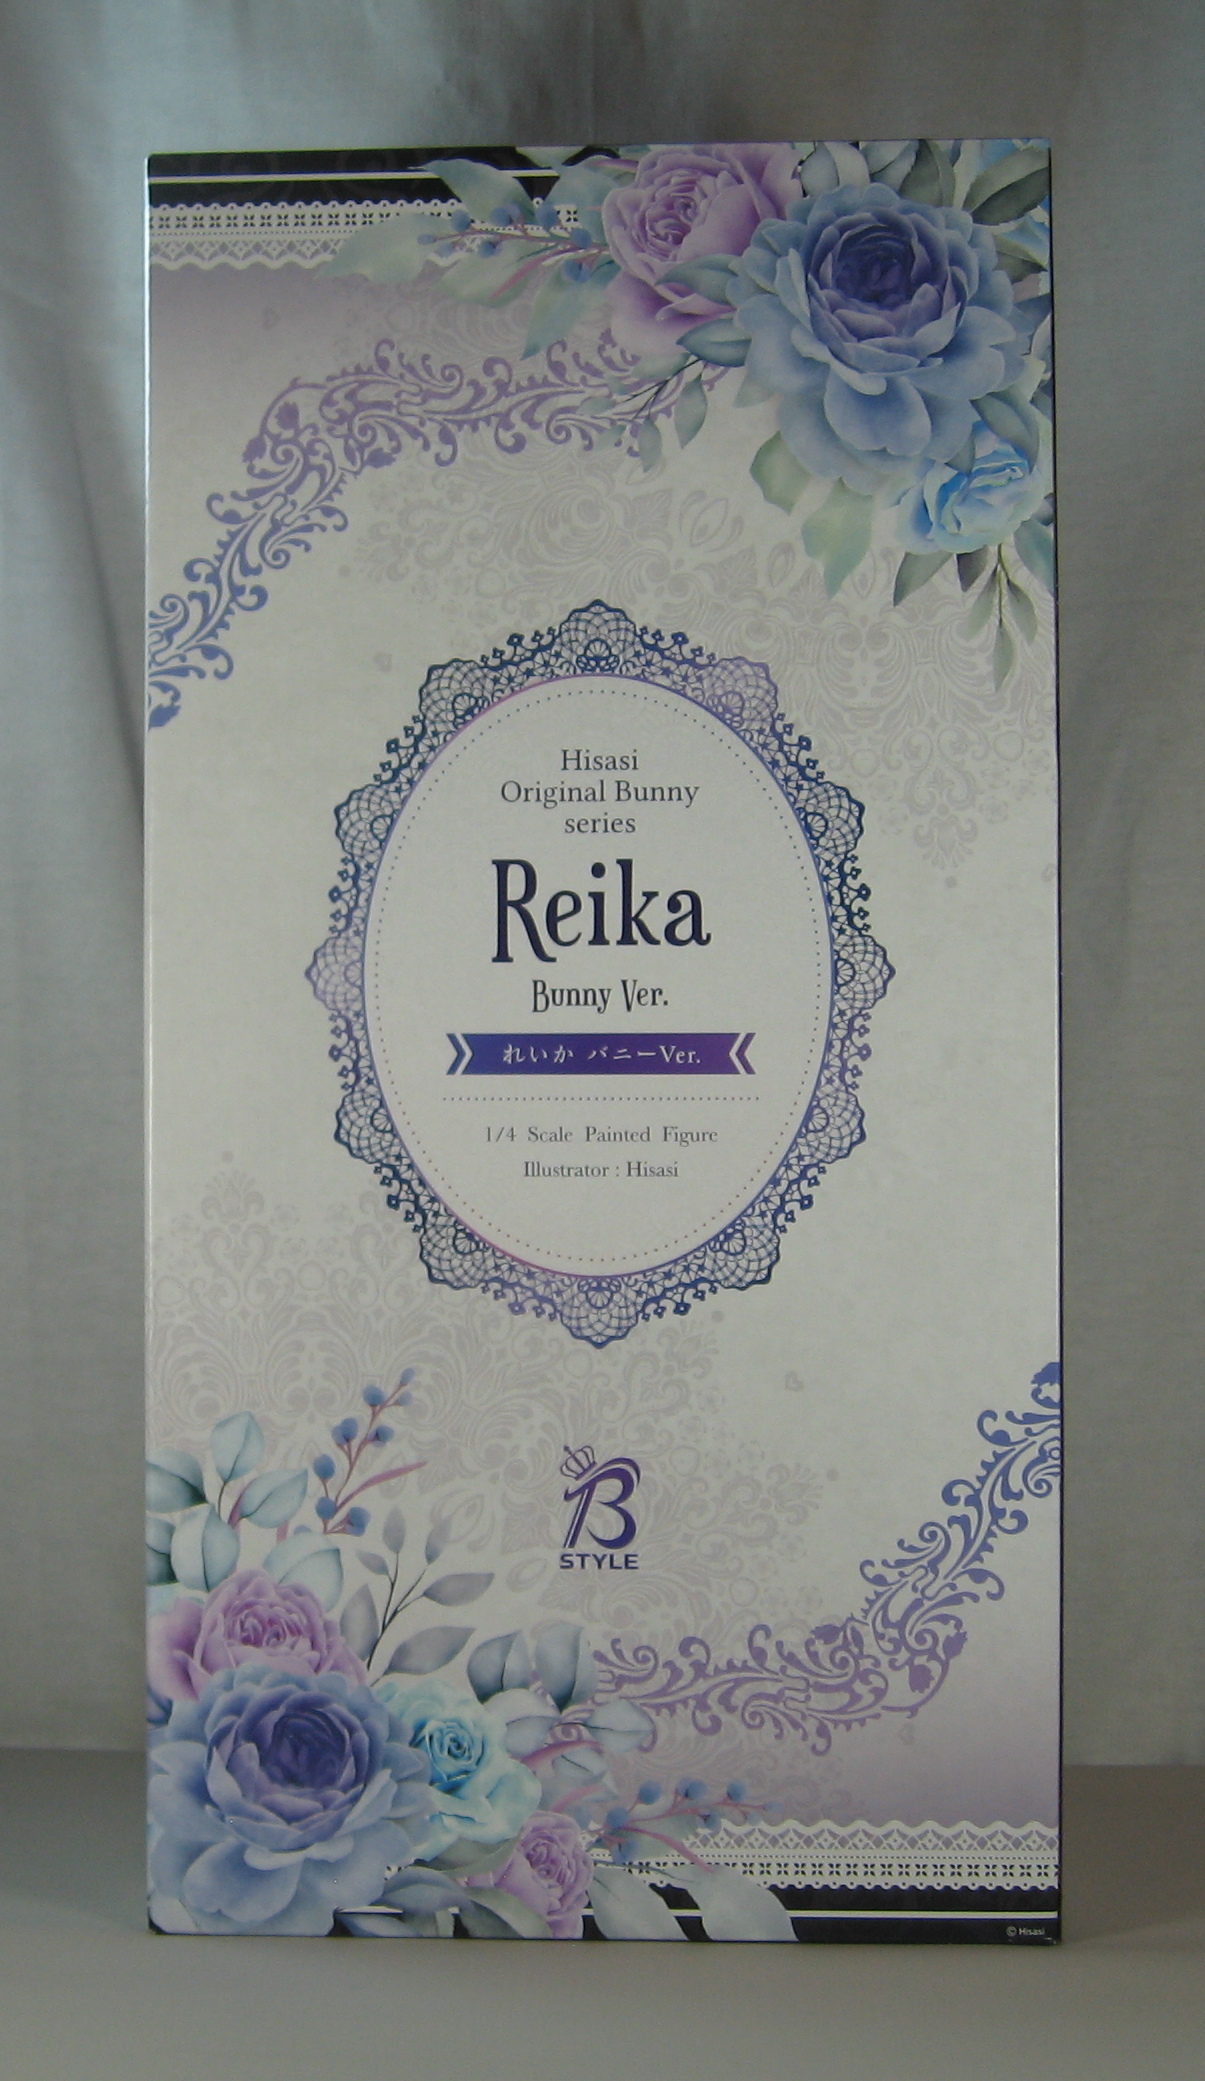 Hisasi
Original Bunny
series
Reika
Bunny Ver.
れいか バニーVer.
1/4 Scale Painted Figure
Illustrator : Hisasi
B
STYLE
© Hisasi